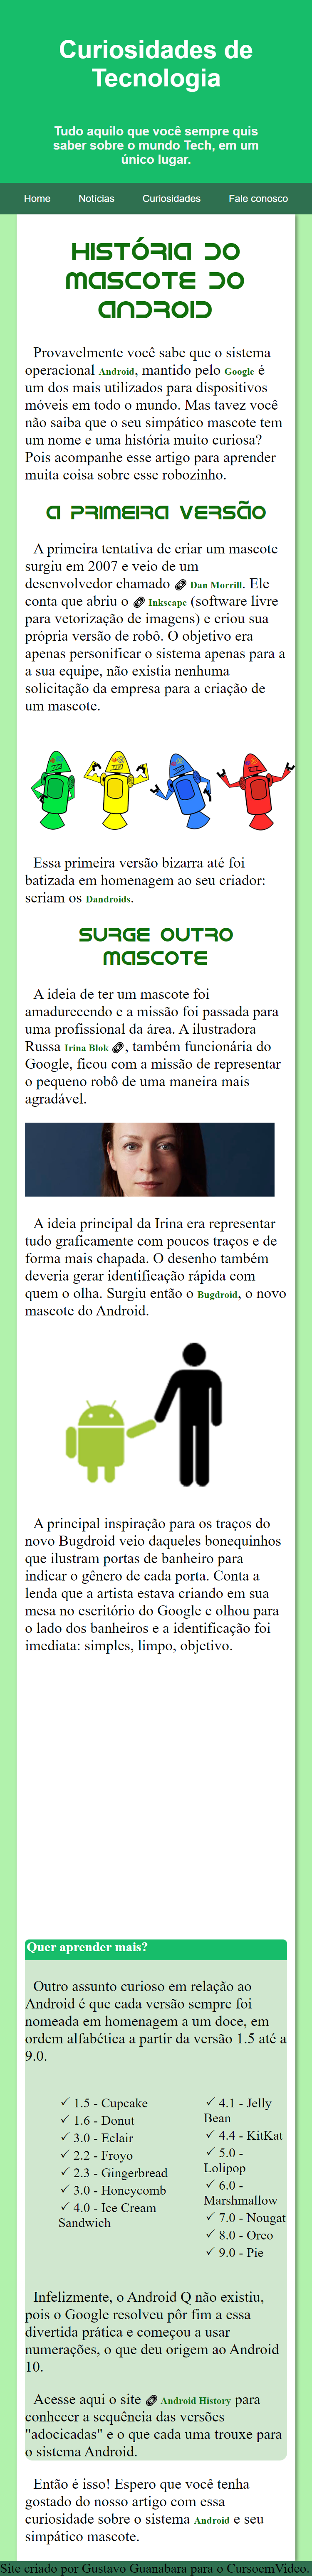 Curiosidades de
Tecnologia
Tudo aquilo que você sempre quis
saber sobre o mundo Tech, em um
único lugar.
Home Notícias Curiosidades Fale conosco
História do
Mascote do
Android
Provavelmente você sabe que o sistema
operacional Android, mantido pelo Google é
um dos mais utilizados para dispositivos
móveis em todo o mundo. Mas tavez você
não saiba que o seu simpático mascote tem
um nome e uma história muito curiosa?
Pois acompanhe esse artigo para aprender
muita coisa sobre esse robozinho.
A primeira versão
A primeira tentativa de criar um mascote
surgiu em 2007 e veio de um
desenvolvedor chamado Dan Morrill. Ele
conta que abriu o Inkscape (software livre
para vetorização de imagens) e criou sua
própria versão de robô. O objetivo era
apenas personificar o sistema apenas para a
a sua equipe, não existia nenhuma
solicitação da empresa para a criação de
um mascote.
Essa primeira versão bizarra até foi
batizada em homenagem ao seu criador:
seriam os Dandroids.
Surge outro
mascote
A ideia de ter um mascote foi
amadurecendo e a missão foi passada para
uma profissional da área. A ilustradora
Russa Irina Blok , também funcionária do
Google, ficou com a missão de representar
o pequeno robô de uma maneira mais
agradável.
A ideia principal da Irina era representar
tudo graficamente com poucos traços e de
forma mais chapada. O desenho também
deveria gerar identificação rápida com
quem o olha. Surgiu então o Bugdroid, o novo
mascote do Android.
A principal inspiração para os traços do
novo Bugdroid veio daqueles bonequinhos
que ilustram portas de banheiro para
indicar o gênero de cada porta. Conta a
lenda que a artista estava criando em sua
mesa no escritório do Google e olhou para
o lado dos banheiros e a identificação foi
imediata: simples, limpo, objetivo.
Quer aprender mais?
Outro assunto curioso em relação ao
Android é que cada versão sempre foi
nomeada em homenagem a um doce, em
ordem alfabética a partir da versão 1.5 até a
9.0.
✓ 1.5 - Cupcake
✓ 1.6 - Donut
✓ 3.0 - Eclair
✓ 2.2 - Froyo
✓ 2.3 - Gingerbread
✓ 3.0 - Honeycomb
✓ 4.0 - Ice Cream
Sandwich
✓ 4.1 - Jelly
Bean
✓ 4.4 - KitKat
✓ 5.0 -
Lolipop
✓ 6.0 -
Marshmallow
✓ 7.0 - Nougat
✓ 8.0 - Oreo
✓ 9.0 - Pie
Infelizmente, o Android Q não existiu,
pois o Google resolveu pôr fim a essa
divertida prática e começou a usar
numerações, o que deu origem ao Android
10.
Acesse aqui o site Android History para
conhecer a sequência das versões
"adocicadas" e o que cada uma trouxe para
o sistema Android.
Então é isso! Espero que você tenha
gostado do nosso artigo com essa
curiosidade sobre o sistema Android e seu
simpático mascote.
Site criado por Gustavo Guanabara para o CursoemVídeo.